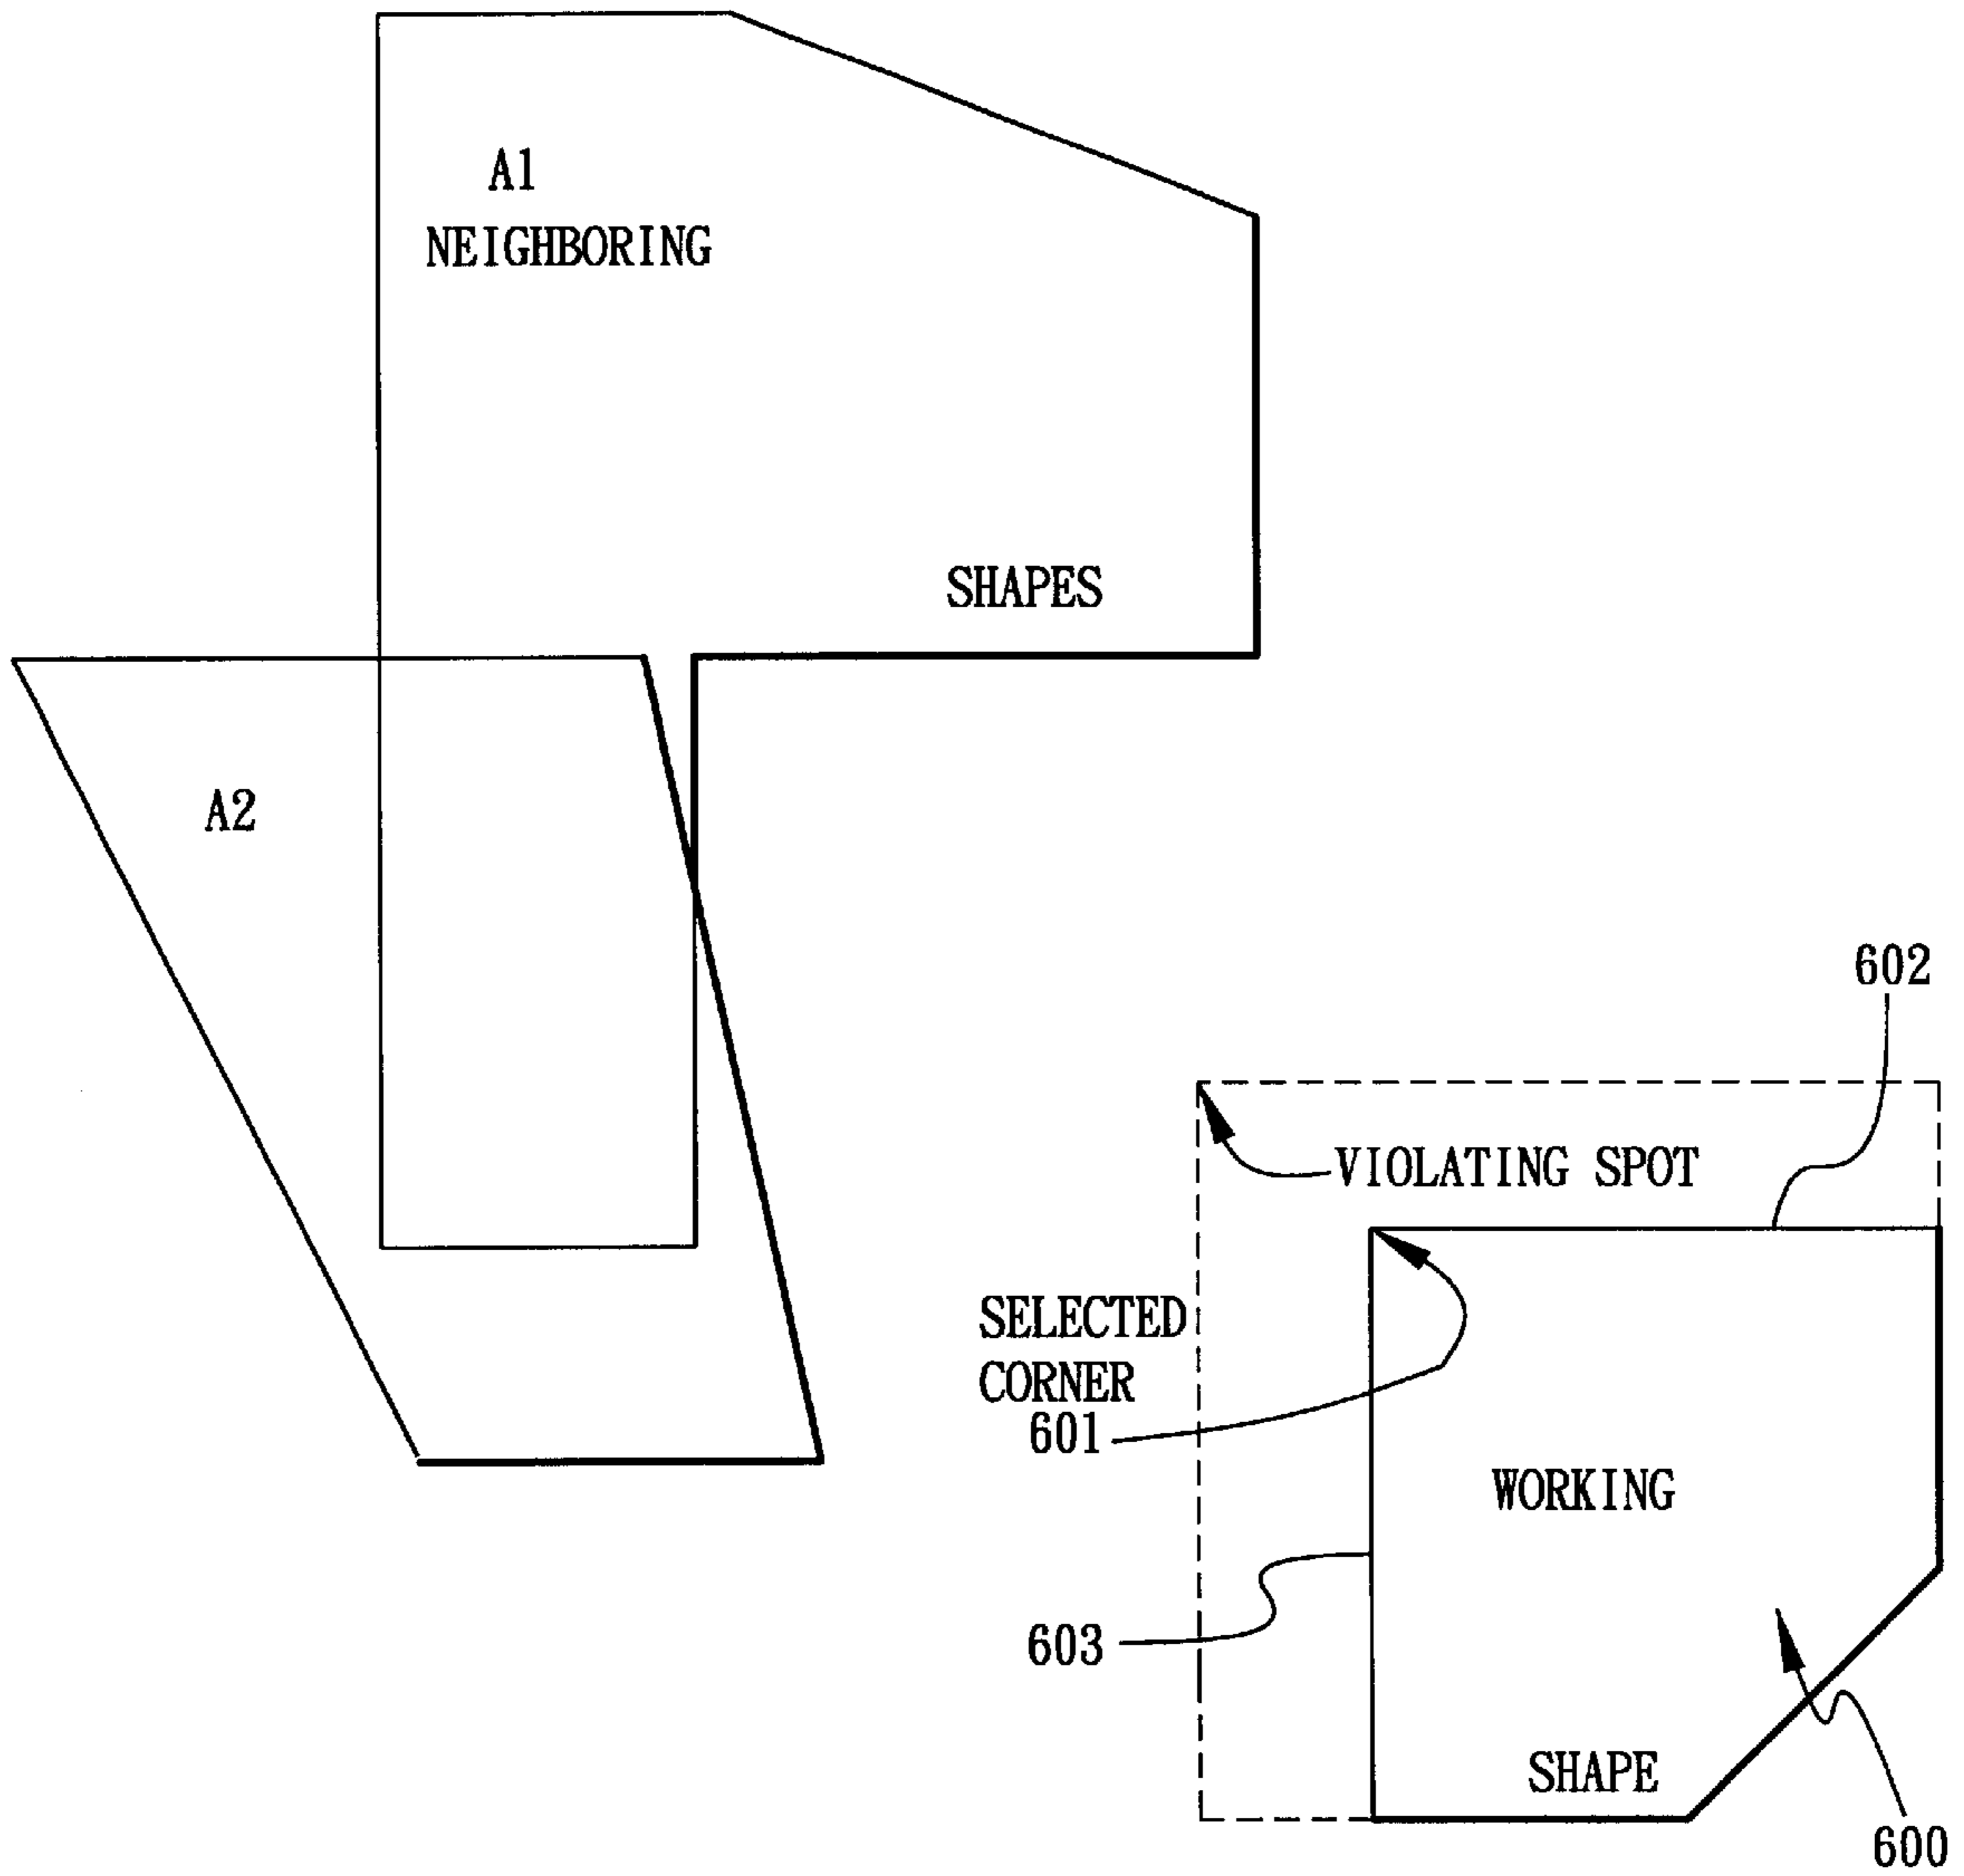 A1
NEIGHBORING
SHAPES
A2
602
VIOLATING SPOT
SELECTED
CORNER
601
WORKING
603
SHAPE
600